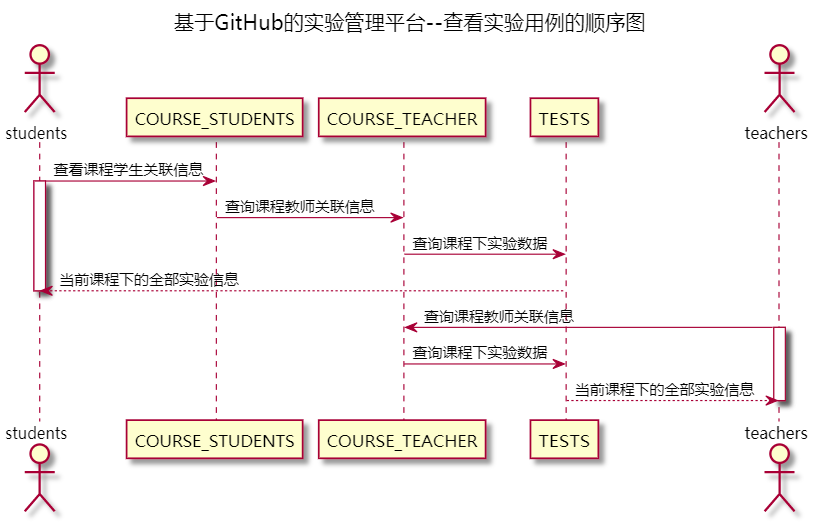 基于GitHub的实验管理平台--查看实验用例的顺序图
students
COURSE_STUDENTS
COURSE_TEACHER
TESTS
teachers
查看课程学生关联信息
查询课程教师关联信息
查询课程下实验数据
当前课程下的全部实验信息
查询课程教师关联信息
查询课程下实验数据
当前课程下的全部实验信息
students
COURSE_STUDENTS
COURSE_TEACHER
TESTS
teachers